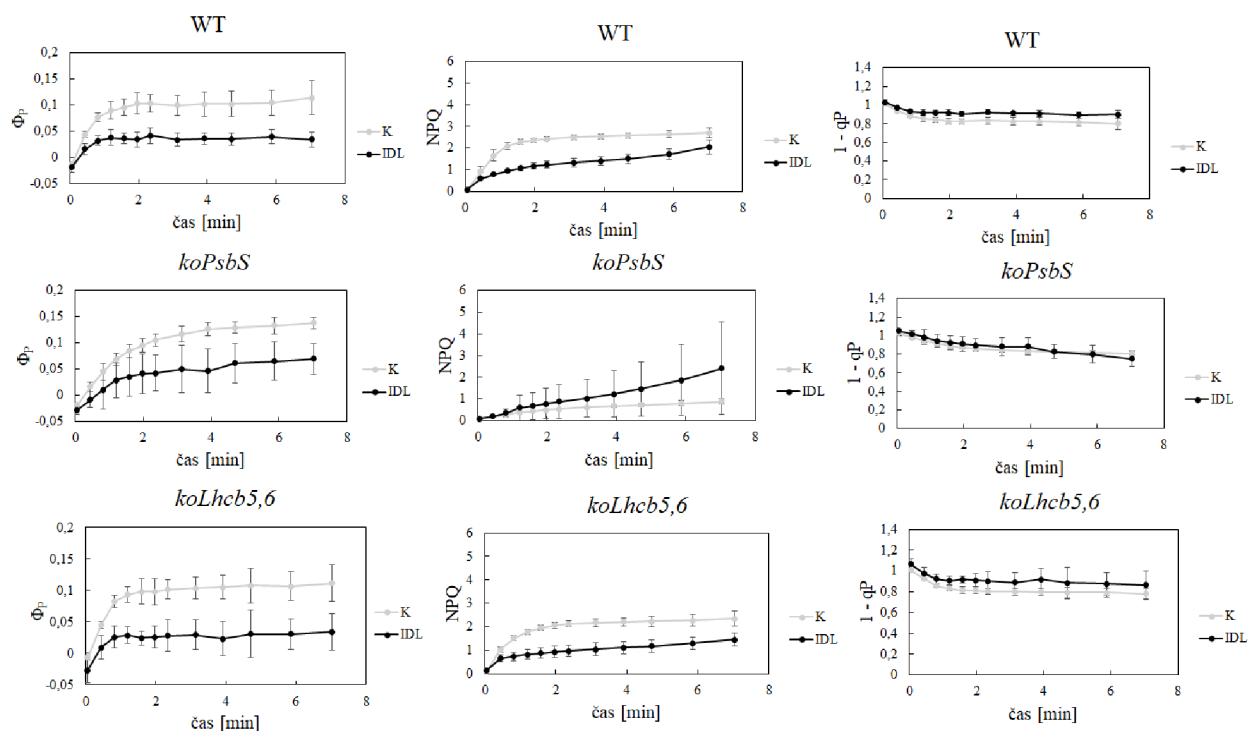 WT
0,2
0,15
0,1
0,05
0
-0,05
ΦP
0 2 4 6 8
čas [min]
K
IDL
WT
6
5
4
3
2
1
0
NPQ
0 2 4 6 8
čas [min]
K
IDL
WT
1,4
1,2
1
0,8
0,6
0,4
0,2
0
1 - qP
0 2 4 6 8
čas [min]
K
IDL
koPsbS
0,2
0,15
0,1
0,05
0
-0,05
ΦP
0 2 4 6 8
čas [min]
K
IDL
koPsbS
6
5
4
3
2
1
0
NPQ
0 2 4 6 8
čas [min]
K
IDL
koPsbS
1,4
1,2
1
0,8
0,6
0,4
0,2
0
1 - qP
0 2 4 6 8
čas [min]
K
IDL
koLhcb5,6
0,2
0,15
0,1
0,05
0
-0,05
ΦP
0 2 4 6 8
čas [min]
K
IDL
koLhcb5,6
6
5
4
3
2
1
0
NPQ
0 2 4 6 8
čas [min]
K
IDL
koLhcb5,6
1,4
1,2
1
0,8
0,6
0,4
0,2
0
1 - qP
0 2 4 6 8
čas [min]
K
IDL